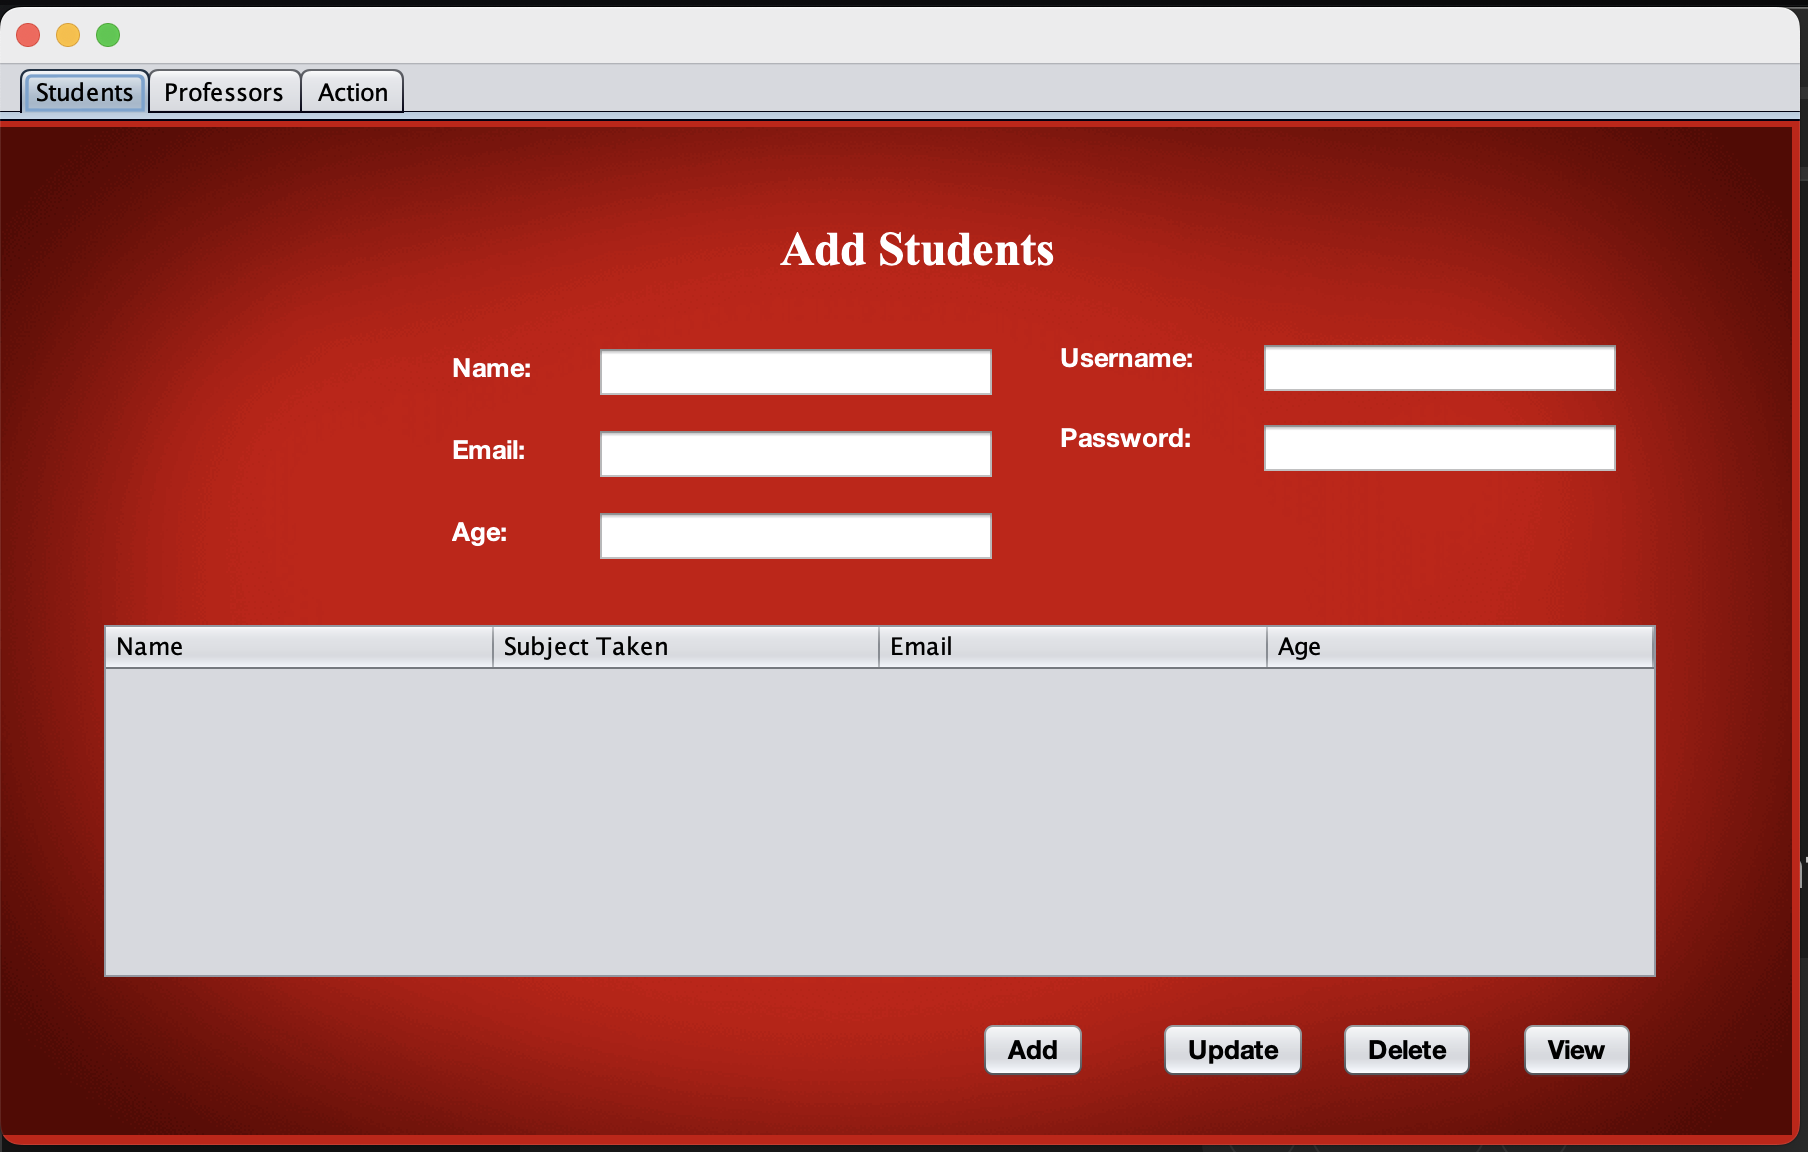 Students Professors Action
Add Students
Name: Username:
Email: Password:
Age:
Name Subject Taken Email Age
Add Update Delete View